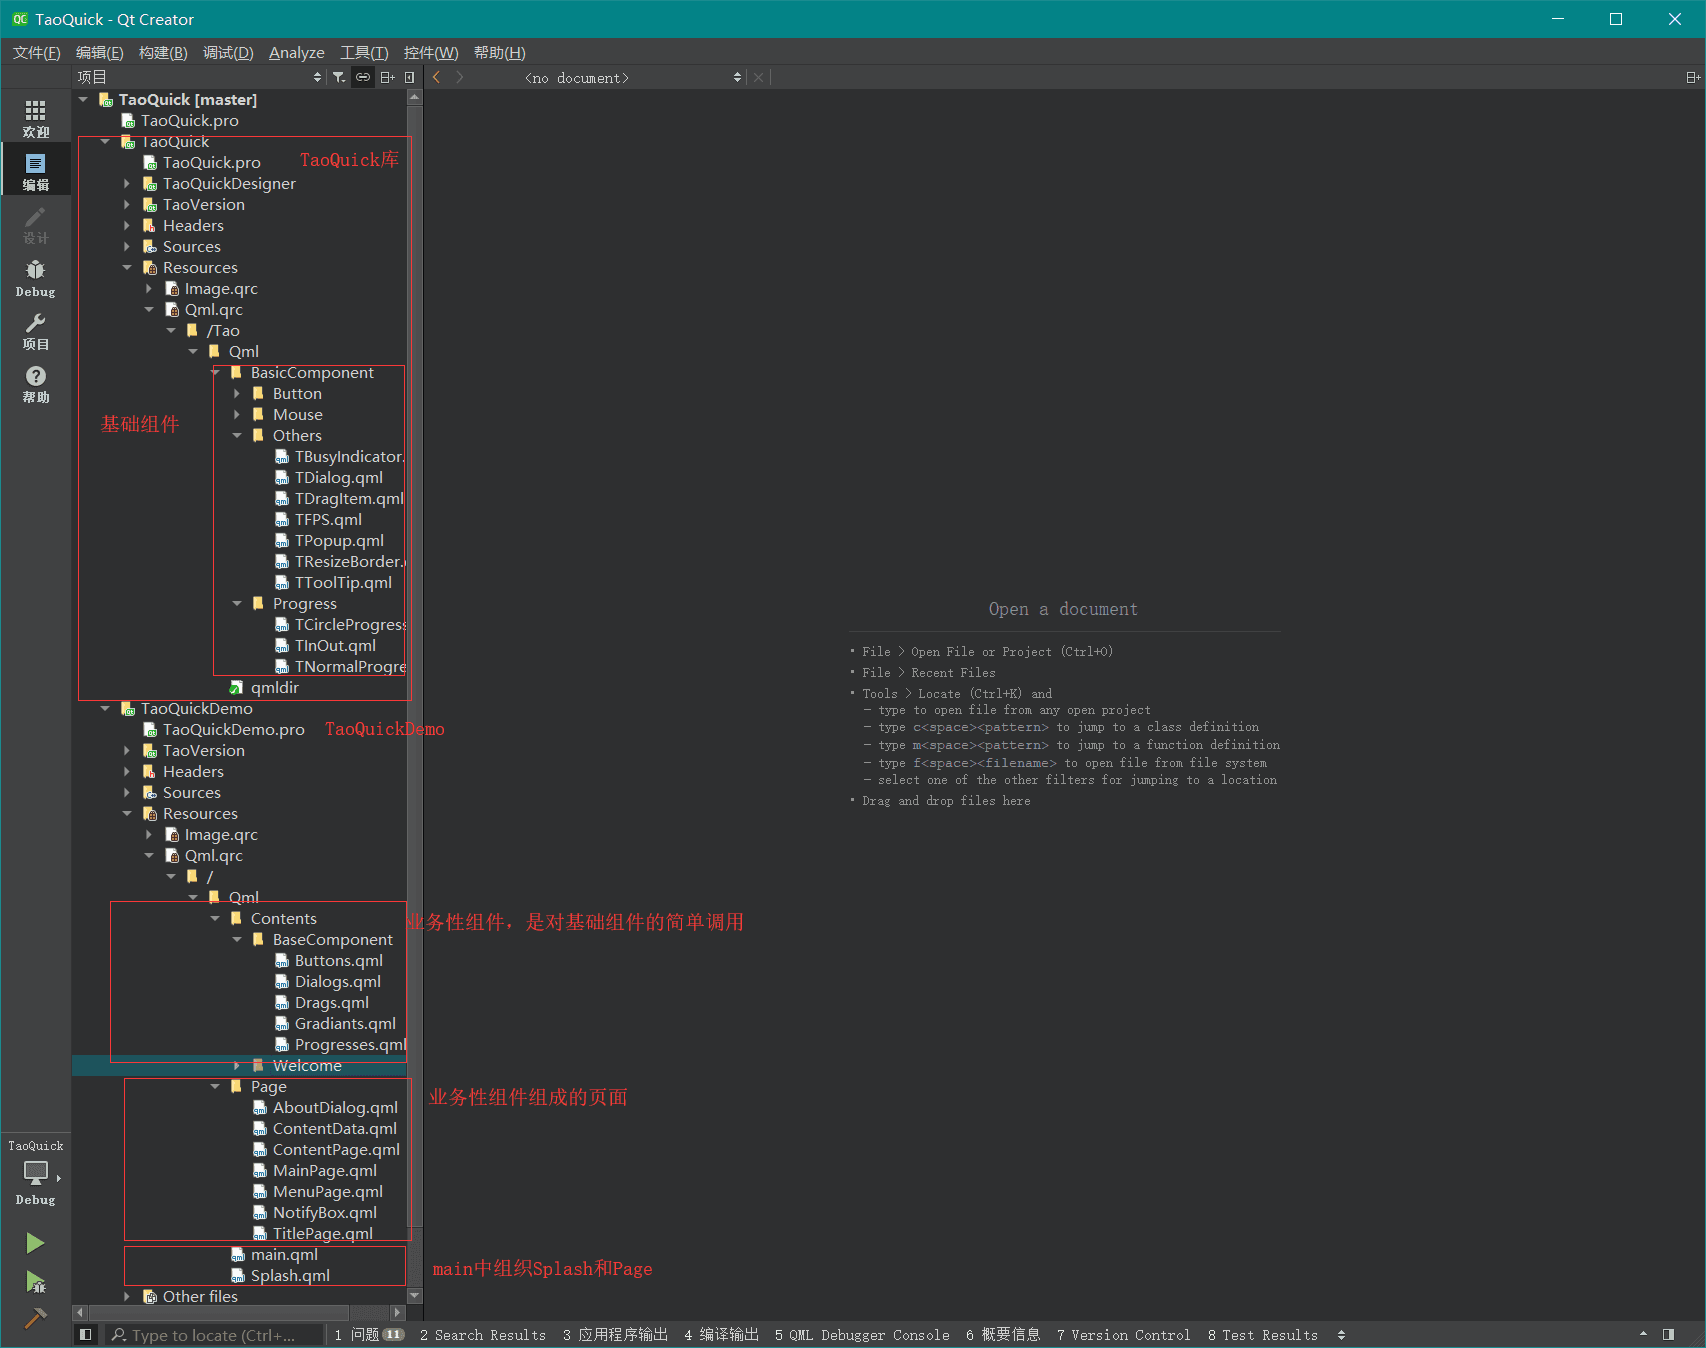 TaoQuick - Qt Creator
文件(F) 编辑(E) 构建(B) 调试(D) Analyze 工具(T) 控件(W) 帮助(H)
项目
<no document>
欢迎
编辑
设计
Debug
项目
帮助
TaoQuick [master]
TaoQuick.pro
TaoQuick
TaoQuick.pro
TaoQuick库
TaoQuickDesigner
TaoVersion
Headers
Sources
Resources
Image.qrc
Qml.qrc
/Tao
Qml
BasicComponent
Button
Mouse
基础组件
Others
TBusyIndicator.
TDialog.qml
TDragItem.qml
TFPS.qml
TPopup.qml
TResizeBorder.
TToolTip.qml
Progress
TCircleProgress
TInOut.qml
TNormalProgre
qmldir
TaoQuickDemo
TaoQuickDemo.pro
TaoQuickDemo
TaoVersion
Headers
Sources
Resources
Image.qrc
Qml.qrc
/
Qml
Contents
业务性组件，是对基础组件的简单调用
BaseComponent
Buttons.qml
Dialogs.qml
Drags.qml
Gradiants.qml
Progresses.qml
Welcome
Page
业务性组件组成的页面
AboutDialog.qml
ContentData.qml
ContentPage.qml
MainPage.qml
MenuPage.qml
NotifyBox.qml
TitlePage.qml
main.qml
main中组织Splash和Page
Splash.qml
Other files
Open a document
• File > Open File or Project (Ctrl+O)
• File > Recent Files
• Tools > Locate (Ctrl+K) and
- type to open file from any open project
- type c<space><pattern> to jump to a class definition
- type m<space><pattern> to jump to a function definition
- type f<space><filename> to open file from file system
- select one of the other filters for jumping to a location
• Drag and drop files here
TaoQuick
Debug
Type to locate (Ctrl+...
1 问题 11 2 Search Results 3 应用程序输出 4 编译输出 5 QML Debugger Console 6 概要信息 7 Version Control 8 Test Results